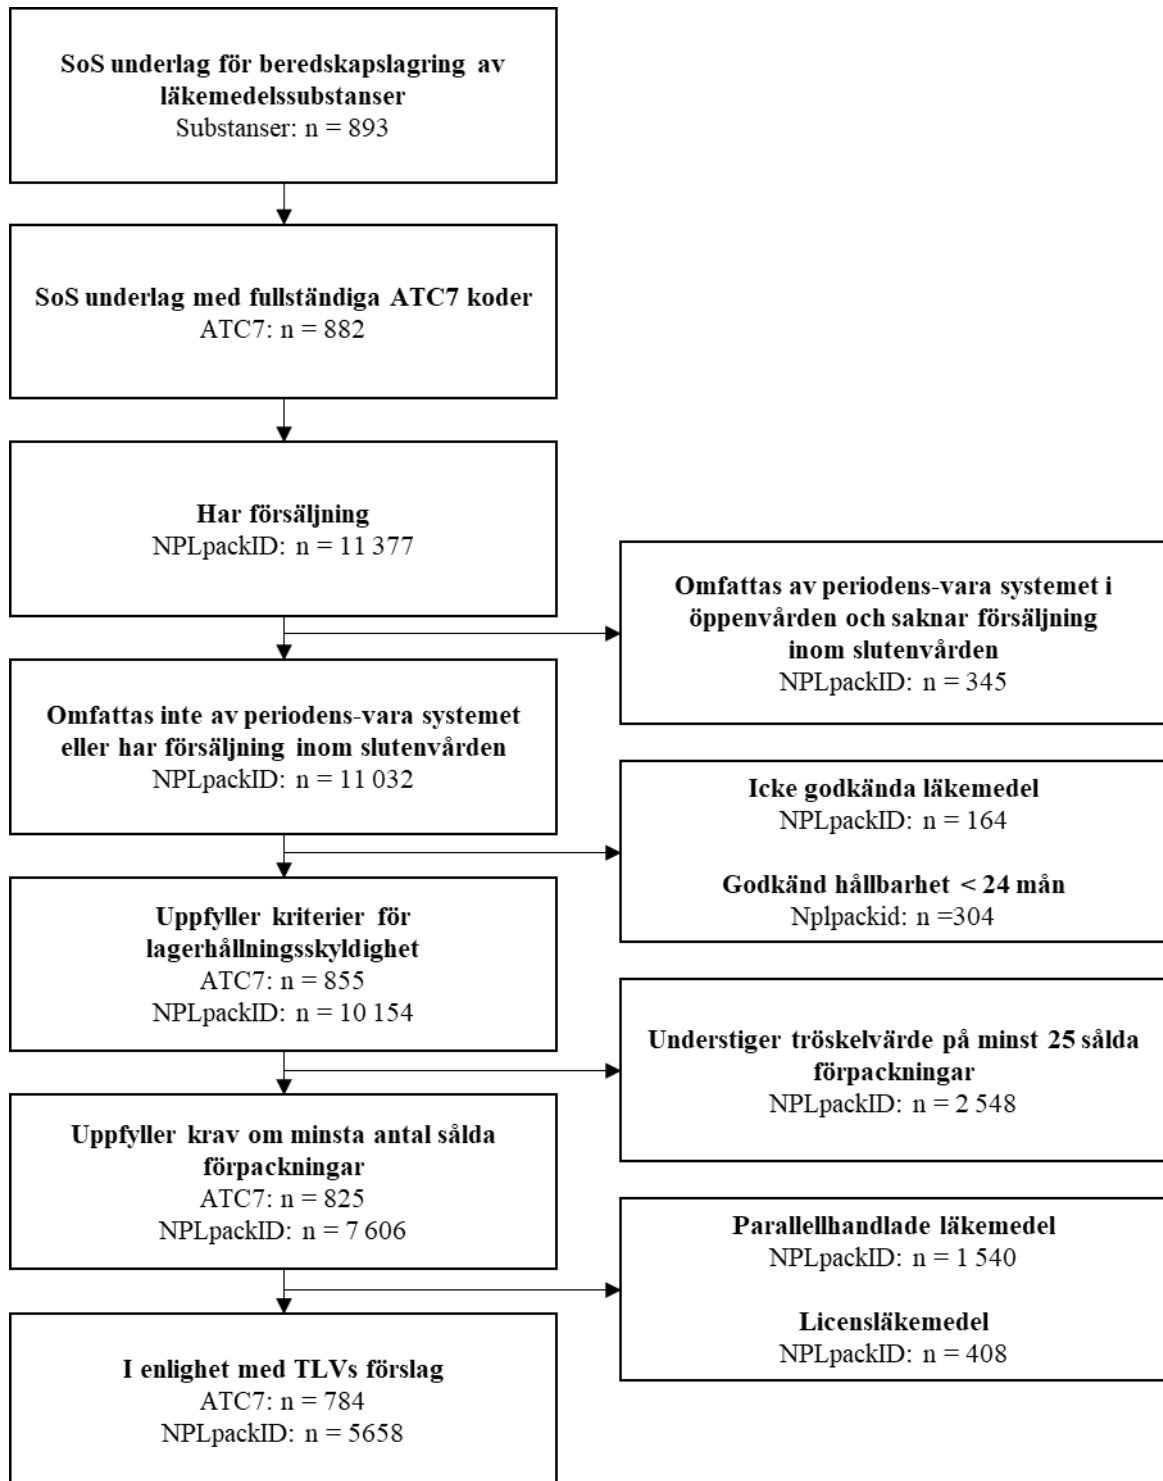 SoS underlag för beredskapslagring av
läkemedelssubstanser
Substanser: n = 893
SoS underlag med fullständiga ATC7 koder
ATC7: n = 882
Har försäljning
NPLpackID: n = 11 377
Omfattas av periodens-vara systemet i
öppenvården och saknar försäljning
inom slutenvården
NPLpackID: n = 345
Omfattas inte av periodens-vara systemet
eller har försäljning inom slutenvården
NPLpackID: n = 11 032
Icke godkända läkemedel
NPLpackID: n = 164
Godkänd hållbarhet < 24 mån
Nplpackid: n =304
Uppfyller kriterier för
lagerhållningsskyldighet
ATC7: n = 855
NPLpackID: n = 10 154
Understiger tröskelvärde på minst 25 sålda
förpackningar
NPLpackID: n = 2 548
Uppfyller krav om minsta antal sålda
förpackningar
ATC7: n = 825
NPLpackID: n = 7 606
Parallellhandlade läkemedel
NPLpackID: n = 1 540
Licensläkemedel
NPLpackID: n = 408
I enlighet med TLVs förslag
ATC7: n = 784
NPLpackID: n = 5658